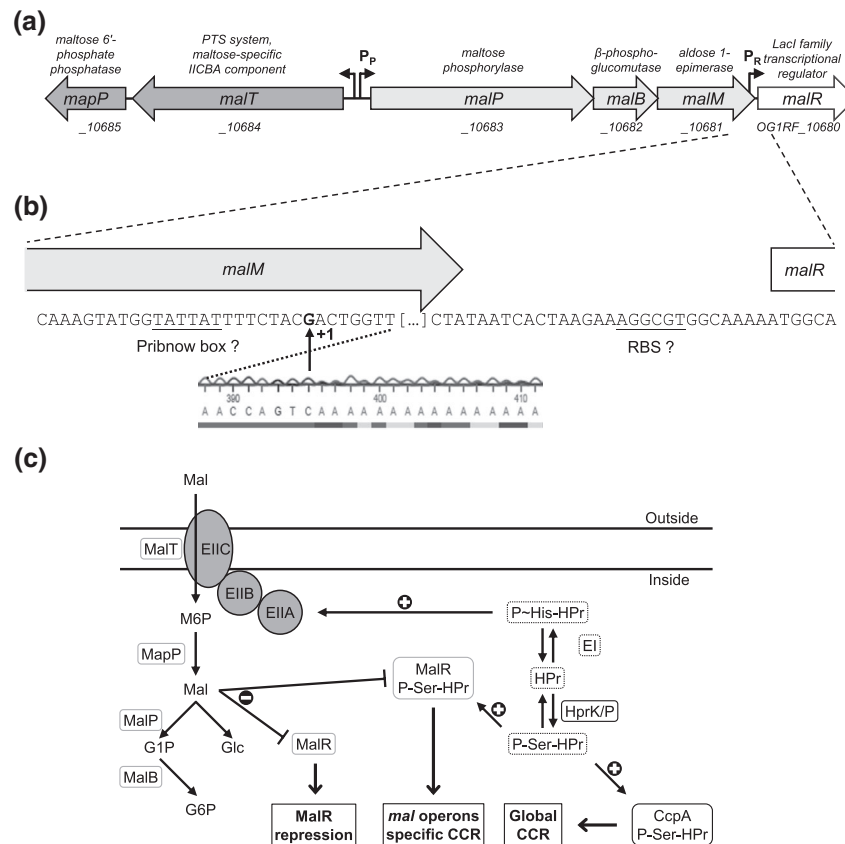 (a)
maltose 6'-
phosphate
phosphatase
PTS system,
maltose-specific
IICBA component
PP
maltose
phosphorylase
β-phospho-
glucomutase
aldose 1-
epimerase
PR
LacI family
transcriptional
regulator
mapP
malT
malP
malB
malM
malR
_10685
_10684
_10683
_10682
_10681
OG1RF_10680
(b)
malM
malR
CAAAGTATGGTATTATTTTCTACGACTGGTT[...]CTATAATCACTAAGAAAGGCGTGGCAAAAATGGCA
Pribnow box ?
+1
RBS ?
390
400
410
A A C C A G T C A A A A A A A A A A A A A A A
(c)
Mal
Outside
MalT
EIIC
Inside
EIIB
EIIA
P~His-HPr
M6P
EI
MapP
MalR
P-Ser-HPr
HPr
Mal
HprK/P
MalP
G1P
Glc
MalR
P-Ser-HPr
MalB
G6P
MalR
repression
mal operons
specific CCR
Global
CCR
CcpA
P-Ser-HPr